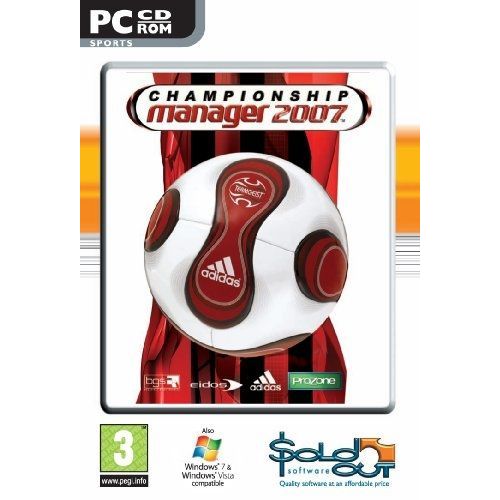 PC CD ROM
SPORTS
CHAMPIONSHIP
manager 2007
TEAMGEIST
adidas
bgs
eidos
adidas
ProZone
3
www.pegi.info
Also
Windows® 7 &
Windows® Vista
compatible
$old Out
software
Quality software at an affordable price